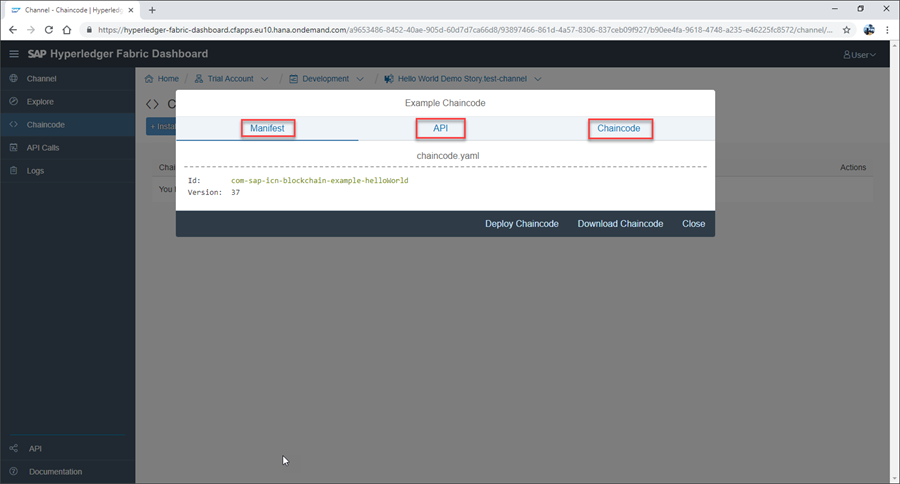 Channel - Chaincode | Hyperledg
https://hyperledger-fabric-dashboard.cfapps.eu10.hana.ondemand.com/a9653486-8452-40ae-905d-60d7d7ca66d8/93897466-861d-4a57-8306-837ceb09f927/b90ee4fa-9618-4748-a235-e46225fc8572/channel/...
SAP Hyperledger Fabric Dashboard
User
Channel
Explore
Chaincode
API Calls
Logs
API
Documentation
Home / Trial Account / Development / Hello World Demo Story.test-channel
Example Chaincode
Manifest API Chaincode
chaincode.yaml
Id: com-sap-icn-blockchain-example-helloWorld
Version: 37
Deploy Chaincode Download Chaincode Close
Actions